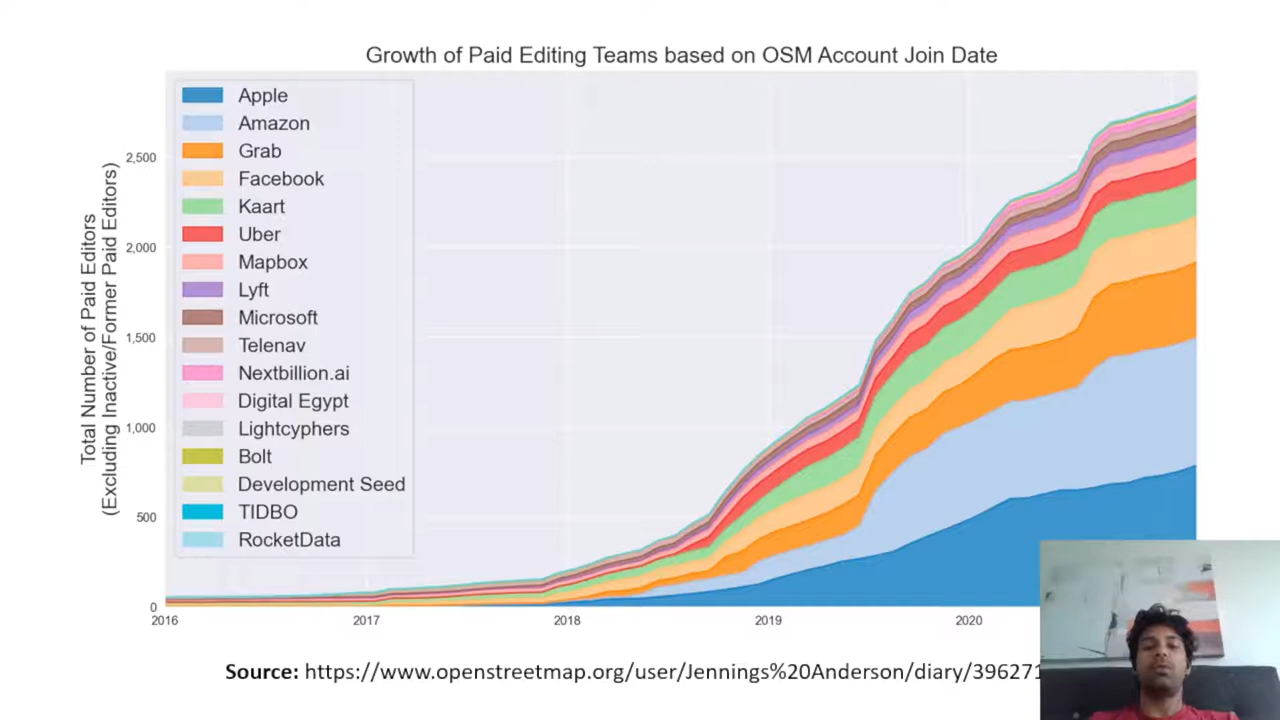 Growth of Paid Editing Teams based on OSM Account Join Date
Total Number of Paid Editors
(Excluding Inactive/Former Paid Editors)
2,500
2,000
1,500
1,000
500
0
Apple
Amazon
Grab
Facebook
Kaart
Uber
Mapbox
Lyft
Microsoft
Telenav
Nextbillion.ai
Digital Egypt
Lightcyphers
Bolt
Development Seed
TIDBO
RocketData
2016 2017 2018 2019 2020
Source: https://www.openstreetmap.org/user/Jennings%20Anderson/diary/396271